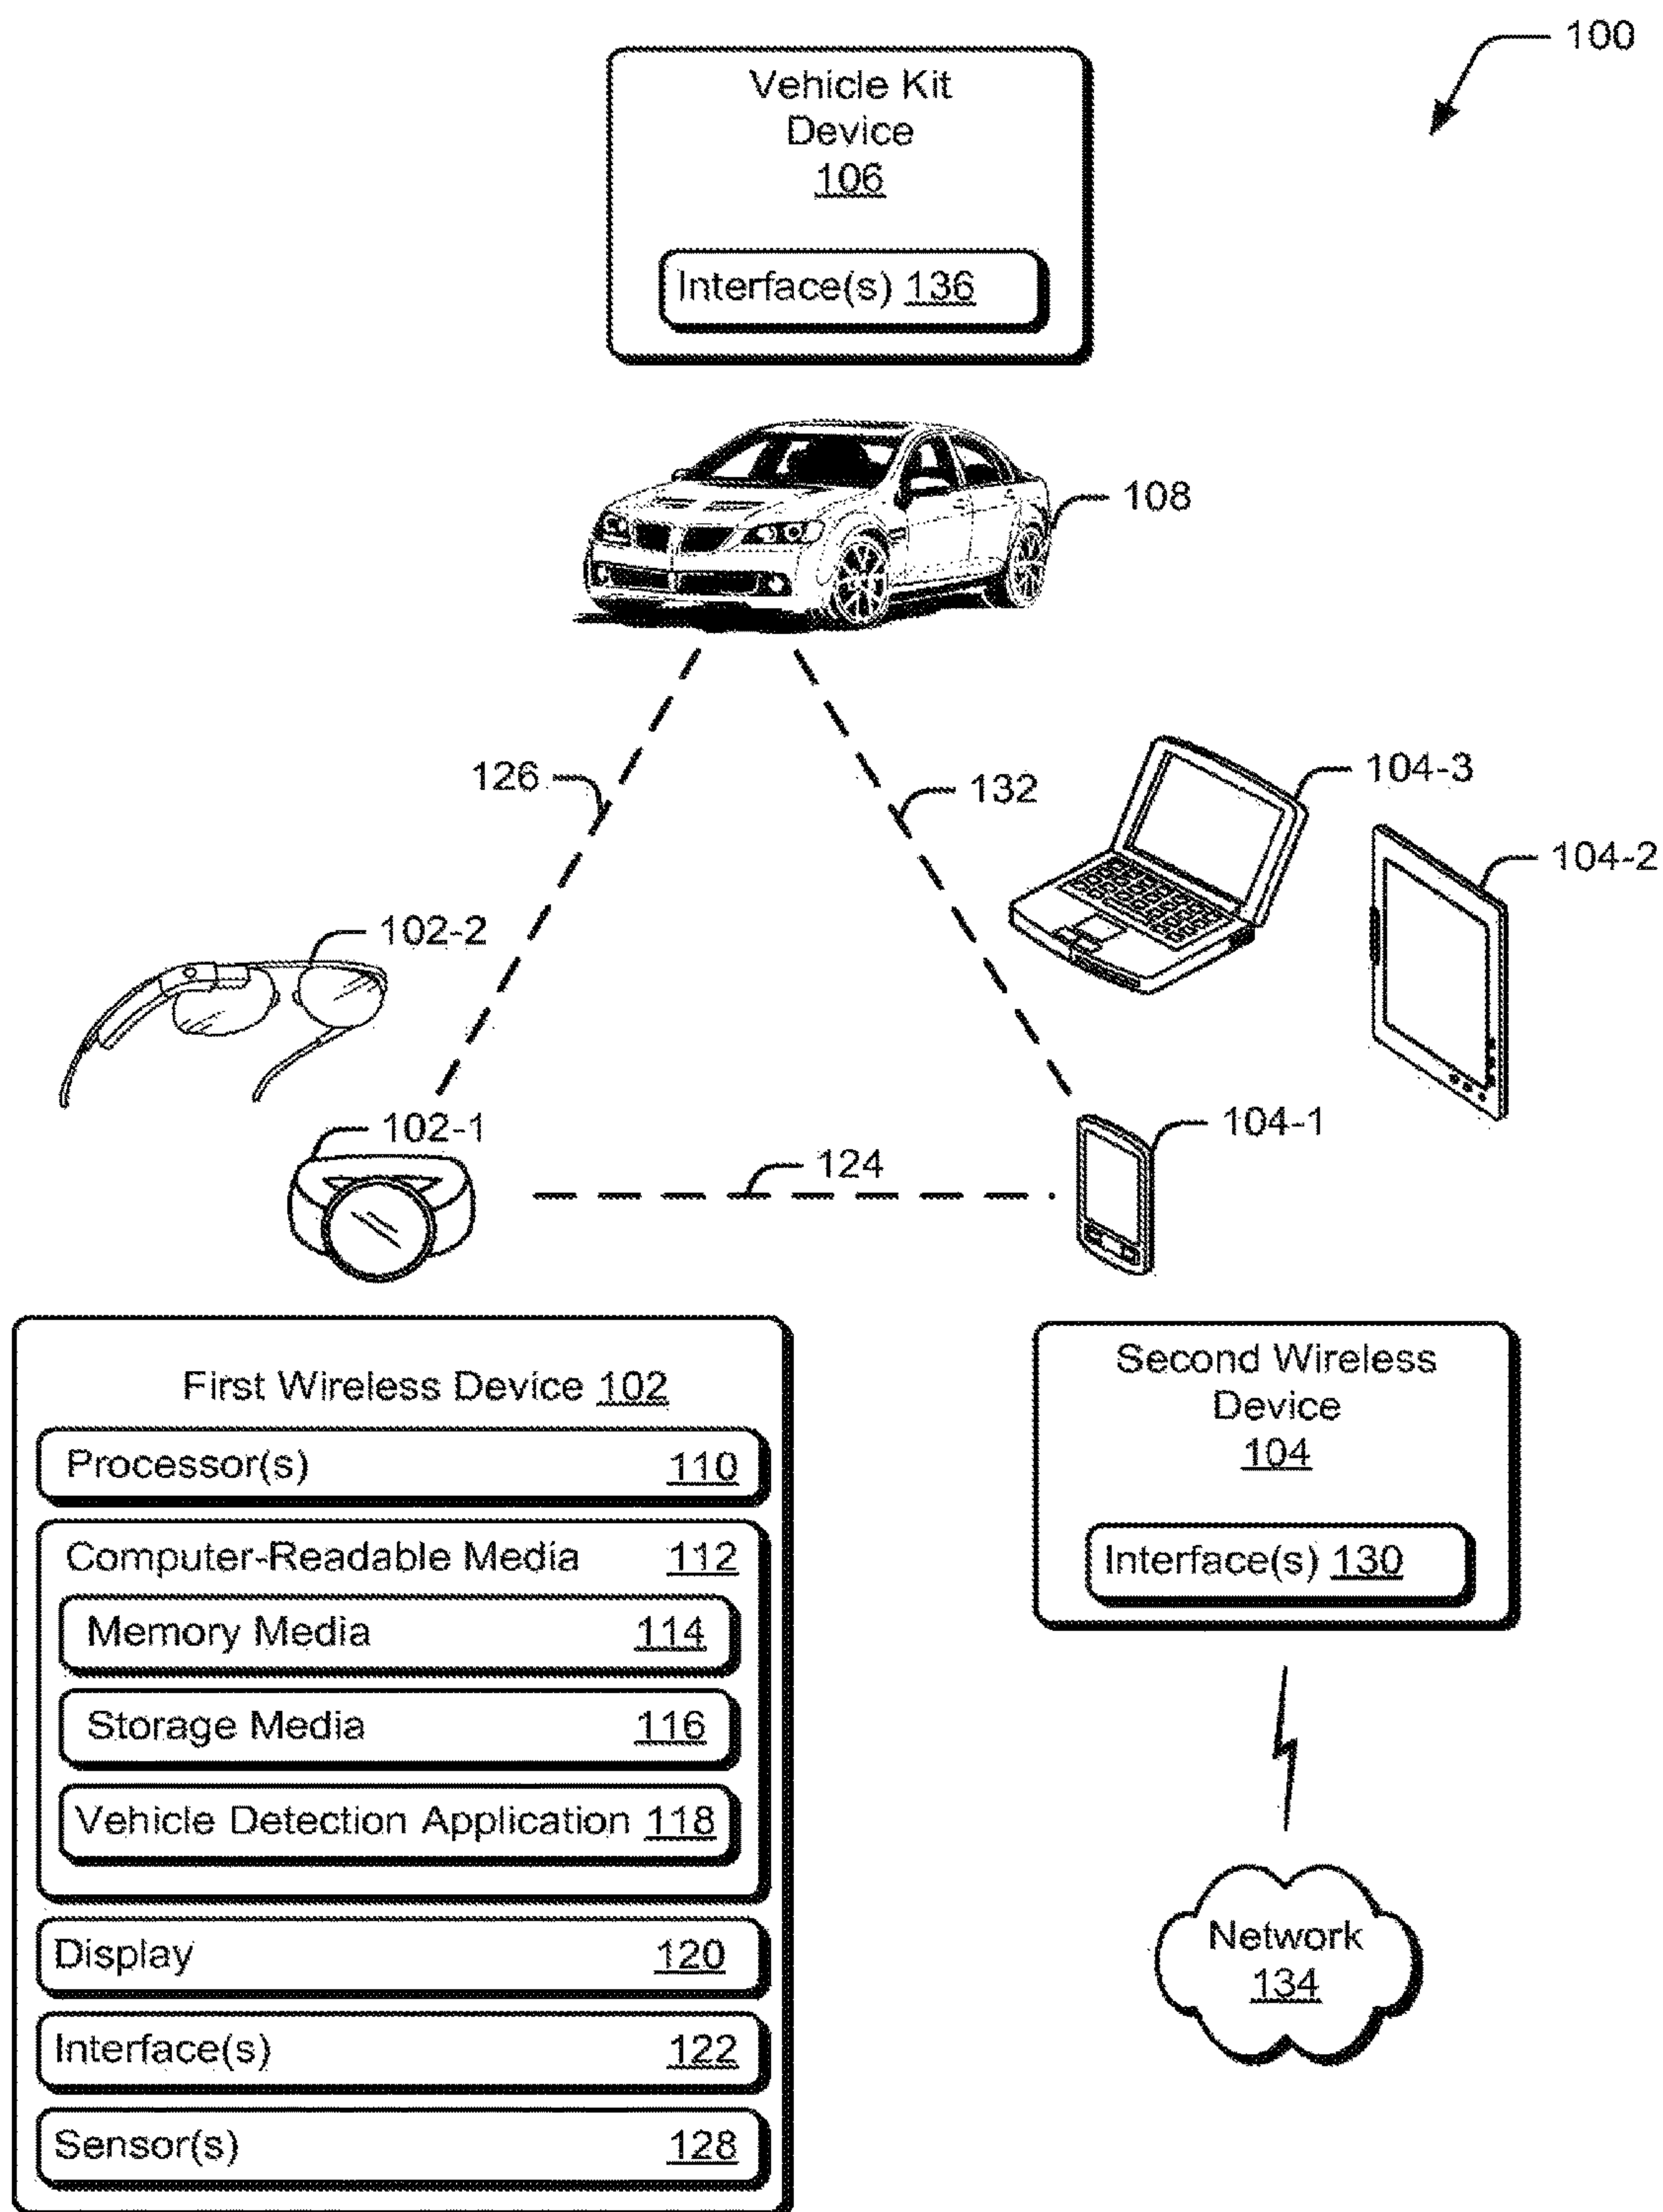 100
Vehicle Kit
Device
106
Interface(s) 136
108
126
132
104-3
104-2
102-2
102-1
124
104-1
First Wireless Device 102
Processor(s) 110
Computer-Readable Media 112
Memory Media 114
Storage Media 116
Vehicle Detection Application 118
Display 120
Interface(s) 122
Sensor(s) 128
Second Wireless
Device
104
Interface(s) 130
Network
134